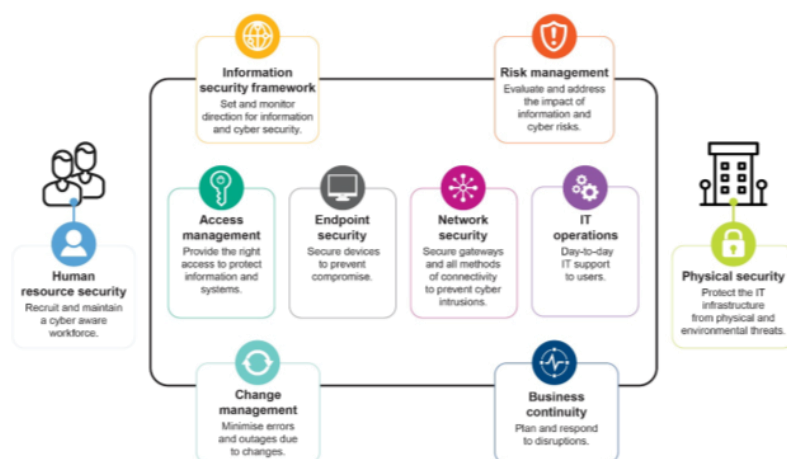 Information
security framework
Set and monitor
direction for information
and cyber security.
Risk management
Evaluate and address
the impact of
information and
cyber risks.
Human
resource security
Recruit and maintain
a cyber aware
workforce.
Access
management
Provide the right
access to protect
information and
systems.
Endpoint
security
Secure devices
to prevent
compromise.
Network
security
Secure gateways
and all methods
of connectivity
to prevent cyber
intrusions.
IT
operations
Day-to-day
IT support
to users.
Physical security
Protect the IT
infrastructure
from physical and
environmental threats.
Change
management
Minimise errors
and outages due
to changes.
Business
continuity
Plan and respond
to disruptions.